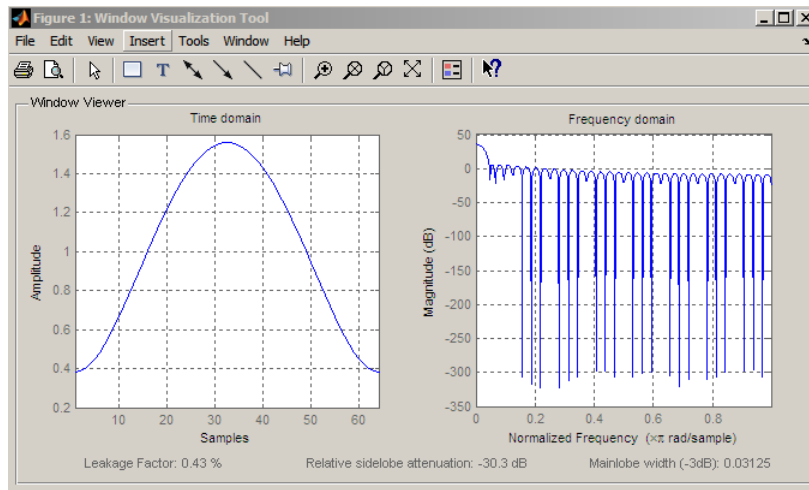 Figure 1: Window Visualization Tool
File Edit View Insert Tools Window Help
T
Window Viewer
Time domain
1.6
1.4
1.2
1
0.8
0.6
0.4
0.2
10 20 30 40 50 60
Amplitude
Samples
Frequency domain
50
0
-50
-100
-150
-200
-250
-300
-350
0 0.2 0.4 0.6 0.8
Magnitude (dB)
Normalized Frequency (×π rad/sample)
Leakage Factor: 0.43 % Relative sidelobe attenuation: -30.3 dB Mainlobe width (-3dB): 0.03125